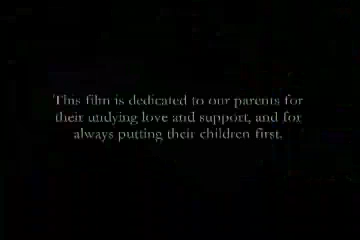 This film is dedicated to our parents for
their undying love and support, and for
always putting their children first.